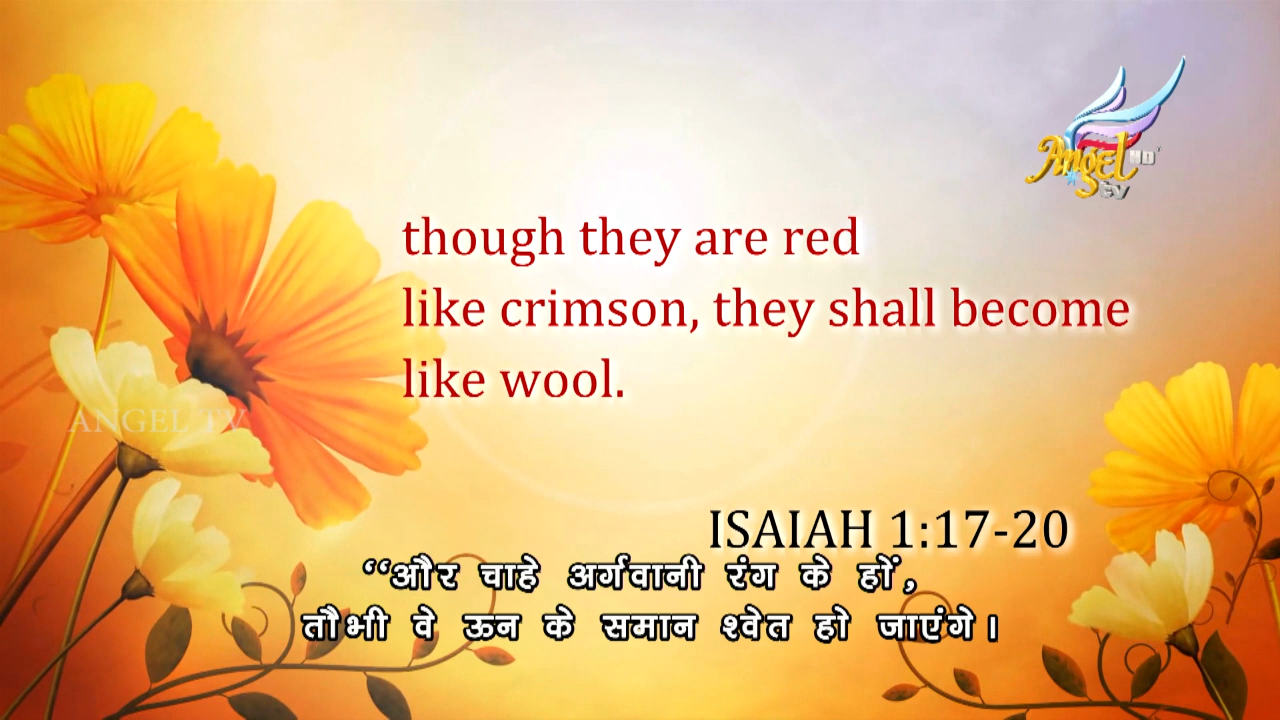 Angel HD
tv
though they are red
like crimson, they shall become
like wool.
ANGEL TV
ISAIAH 1:17-20
“और चाहे अर्गवानी रंग के हों,
तौभी वे ऊन के समान श्वेत हो जाएंगे।